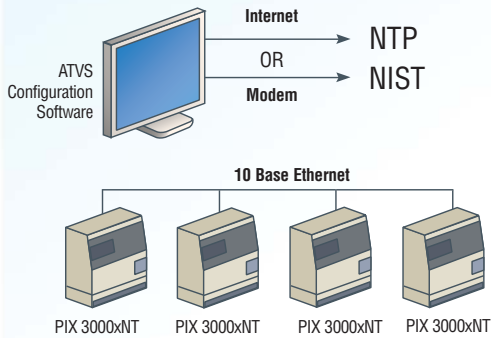 Internet
NTP
OR
NIST
Modem
ATVS
Configuration
Software
10 Base Ethernet
PIX 3000xNT
PIX 3000xNT
PIX 3000xNT
PIX 3000xNT